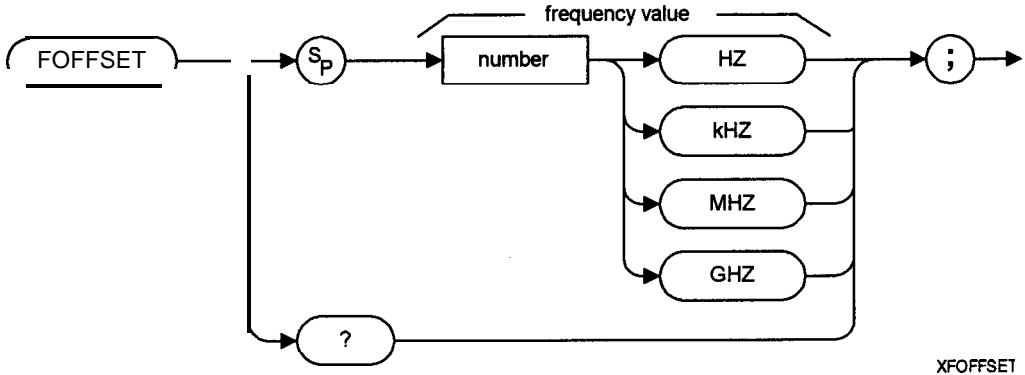 frequency value
FOFFSET
SP
number
HZ
;
kHZ
MHZ
GHZ
?
XFOFFSET